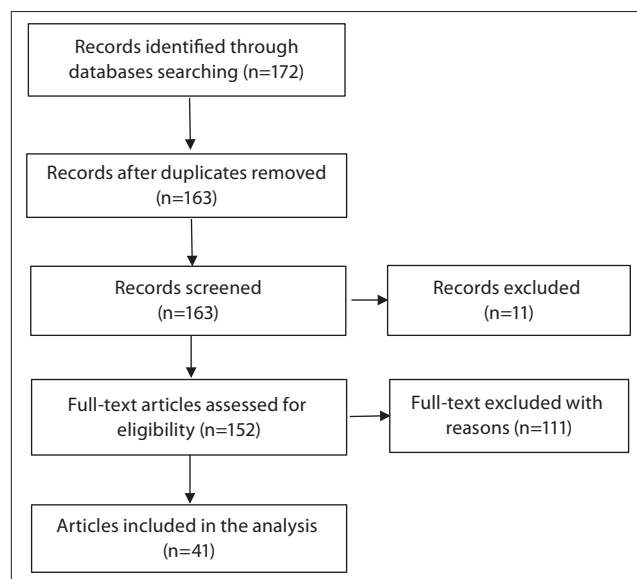 Records identified through
databases searching (n=172)
Records after duplicates removed
(n=163)
Records screened
(n=163)
Records excluded
(n=11)
Full-text articles assessed for
eligibility (n=152)
Full-text excluded with
reasons (n=111)
Articles included in the analysis
(n=41)